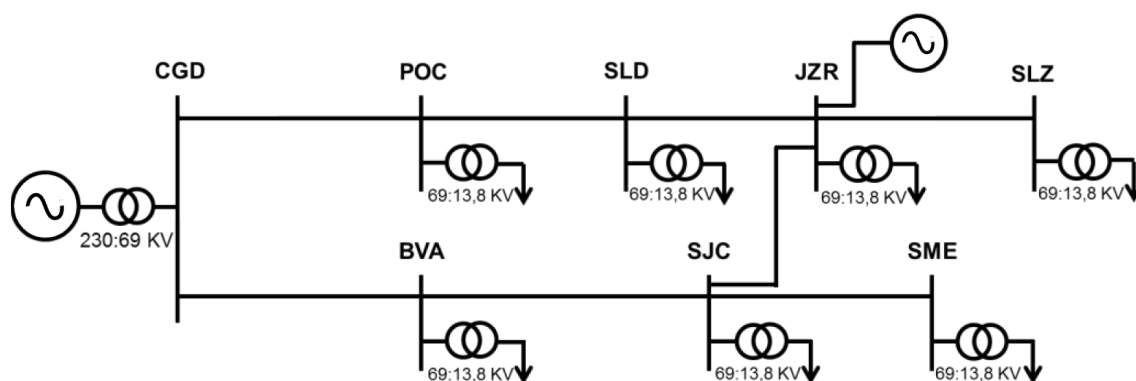 CGD
POC
SLD
JZR
SLZ
69:13,8 KV
69:13,8 KV
69:13,8 KV
69:13,8 KV
230:69 KV
BVA
SJC
SME
69:13,8 KV
69:13,8 KV
69:13,8 KV